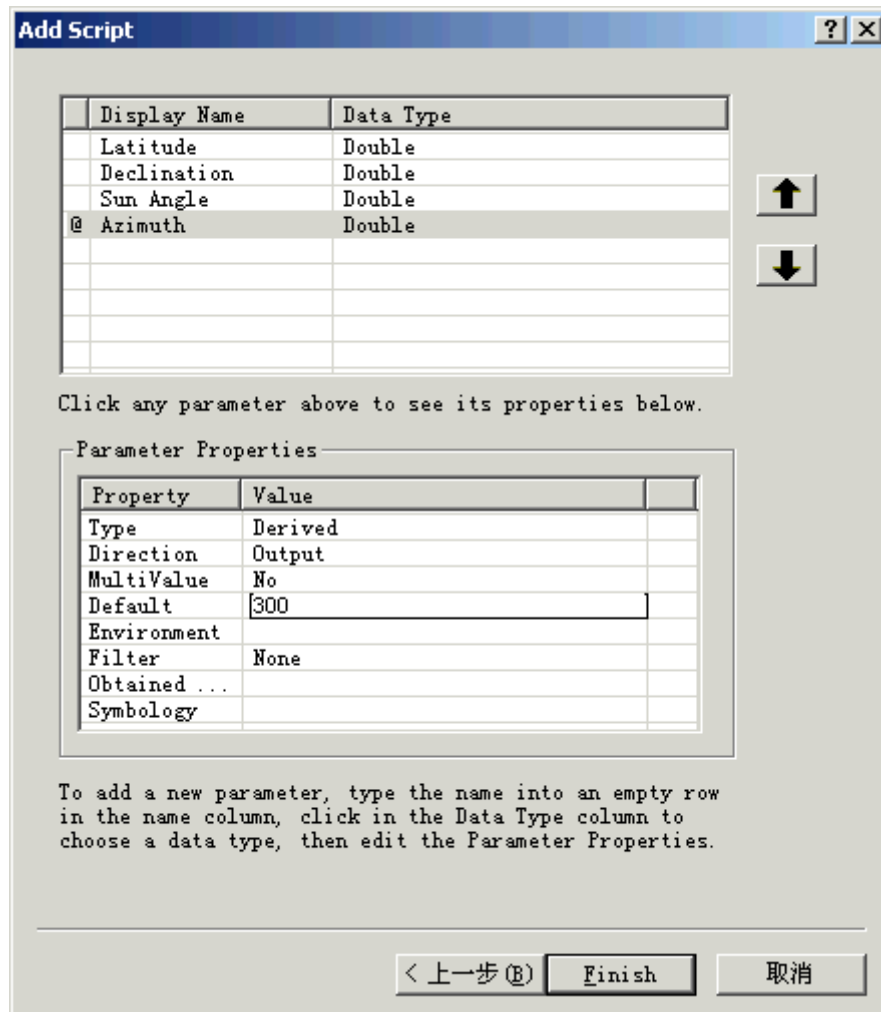 Add Script
Display Name Data Type
Latitude Double
Declination Double
Sun Angle Double
@ Azimuth Double
Click any parameter above to see its properties below.
Parameter Properties
Property Value
Type Derived
Direction Output
MultiValue No
Default 300
Environment
Filter None
Obtained ...
Symbology
To add a new parameter, type the name into an empty row
in the name column, click in the Data Type column to
choose a data type, then edit the Parameter Properties.
< 上一步(B) Finish 取消